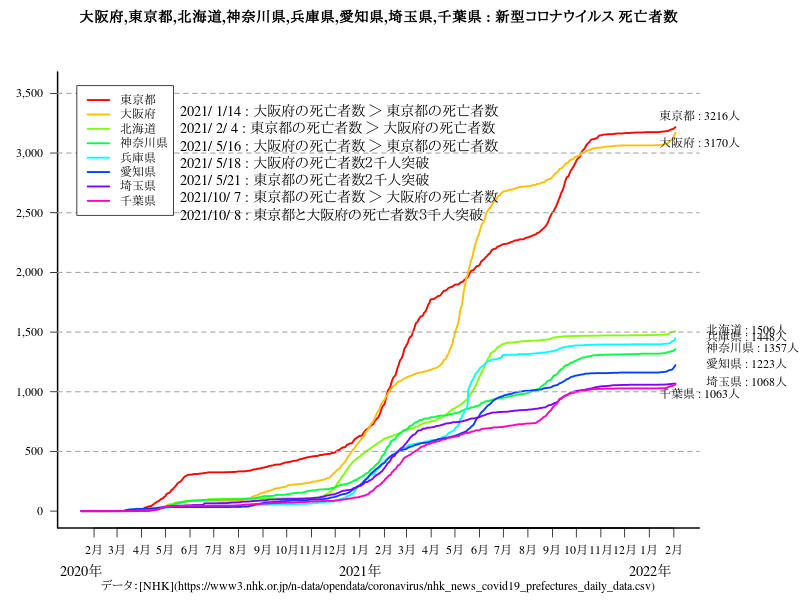 大阪府,東京都,北海道,神奈川県,兵庫県,愛知県,埼玉県,千葉県 : 新型コロナウイルス 死亡者数
3,500
3,000
2,500
2,000
1,500
1,000
500
0
東京都
大阪府
北海道
神奈川県
兵庫県
愛知県
埼玉県
千葉県
2021/ 1/14 : 大阪府の死亡者数 ＞ 東京都の死亡者数
2021/ 2/ 4 : 東京都の死亡者数 ＞ 大阪府の死亡者数
2021/ 5/16 : 大阪府の死亡者数 ＞ 東京都の死亡者数
2021/ 5/18 : 大阪府の死亡者数2千人突破
2021/ 5/21 : 東京都の死亡者数2千人突破
2021/10/ 7 : 東京都の死亡者数 ＞ 大阪府の死亡者数
2021/10/ 8 : 東京都と大阪府の死亡者数3千人突破
東京都 : 3216人
大阪府 : 3170人
北海道 : 1506人
兵庫県 : 1448人
神奈川県 : 1357人
愛知県 : 1223人
埼玉県 : 1068人
千葉県 : 1063人
2月 3月 4月 5月 6月 7月 8月 9月 10月 11月 12月 1月 2月 3月 4月 5月 6月 7月 8月 9月 10月 11月 12月 1月 2月
2020年 2021年 2022年
データ：[NHK](https://www3.nhk.or.jp/n-data/opendata/coronavirus/nhk_news_covid19_prefectures_daily_data.csv)